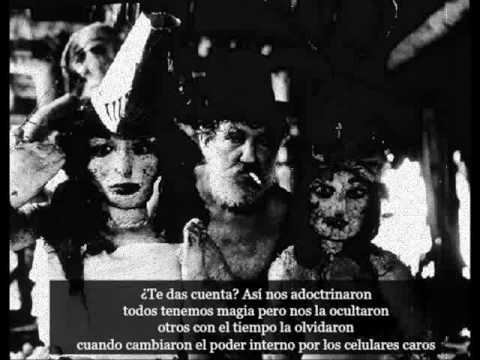 ¿Te das cuenta? Así nos adoctrinaron
todos tenemos magia pero nos la ocultaron
otros con el tiempo la olvidaron
cuando cambiaron el poder interno por los celulares caros